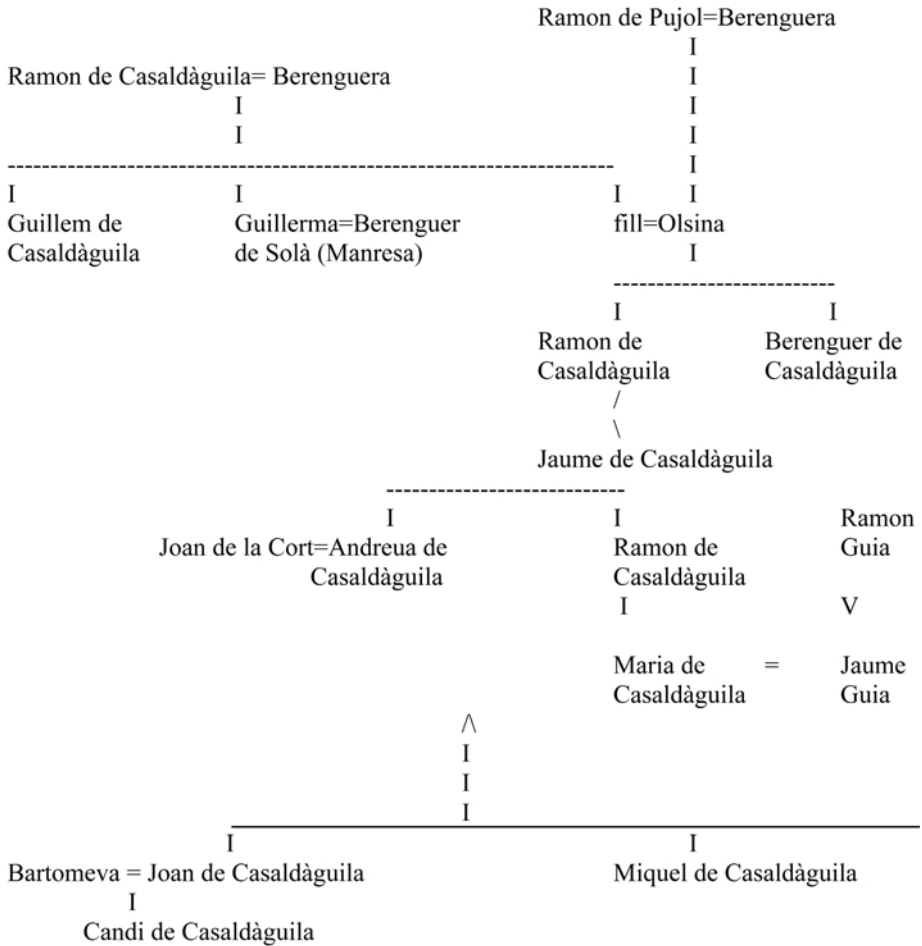 Ramon de Pujol=Berenguera
I
Ramon de Casaldàguila= Berenguera I
I I
I I
------------------------------------------------------------------------ I
I I I I
Guillem de Guillerma=Berenguer fill=Olsina
Casaldàguila de Solà (Manresa) I
--------------------------
I I
Ramon de Berenguer de
Casaldàguila Casaldàguila
/
\
Jaume de Casaldàguila
----------------------------
I I Ramon
Joan de la Cort=Andreua de Ramon de Guia
Casaldàguila Casaldàguila
I V
Maria de = Jaume
Casaldàguila Guia
/\
I
I
I
I I
Bartomeva = Joan de Casaldàguila Miquel de Casaldàguila
I
Candi de Casaldàguila